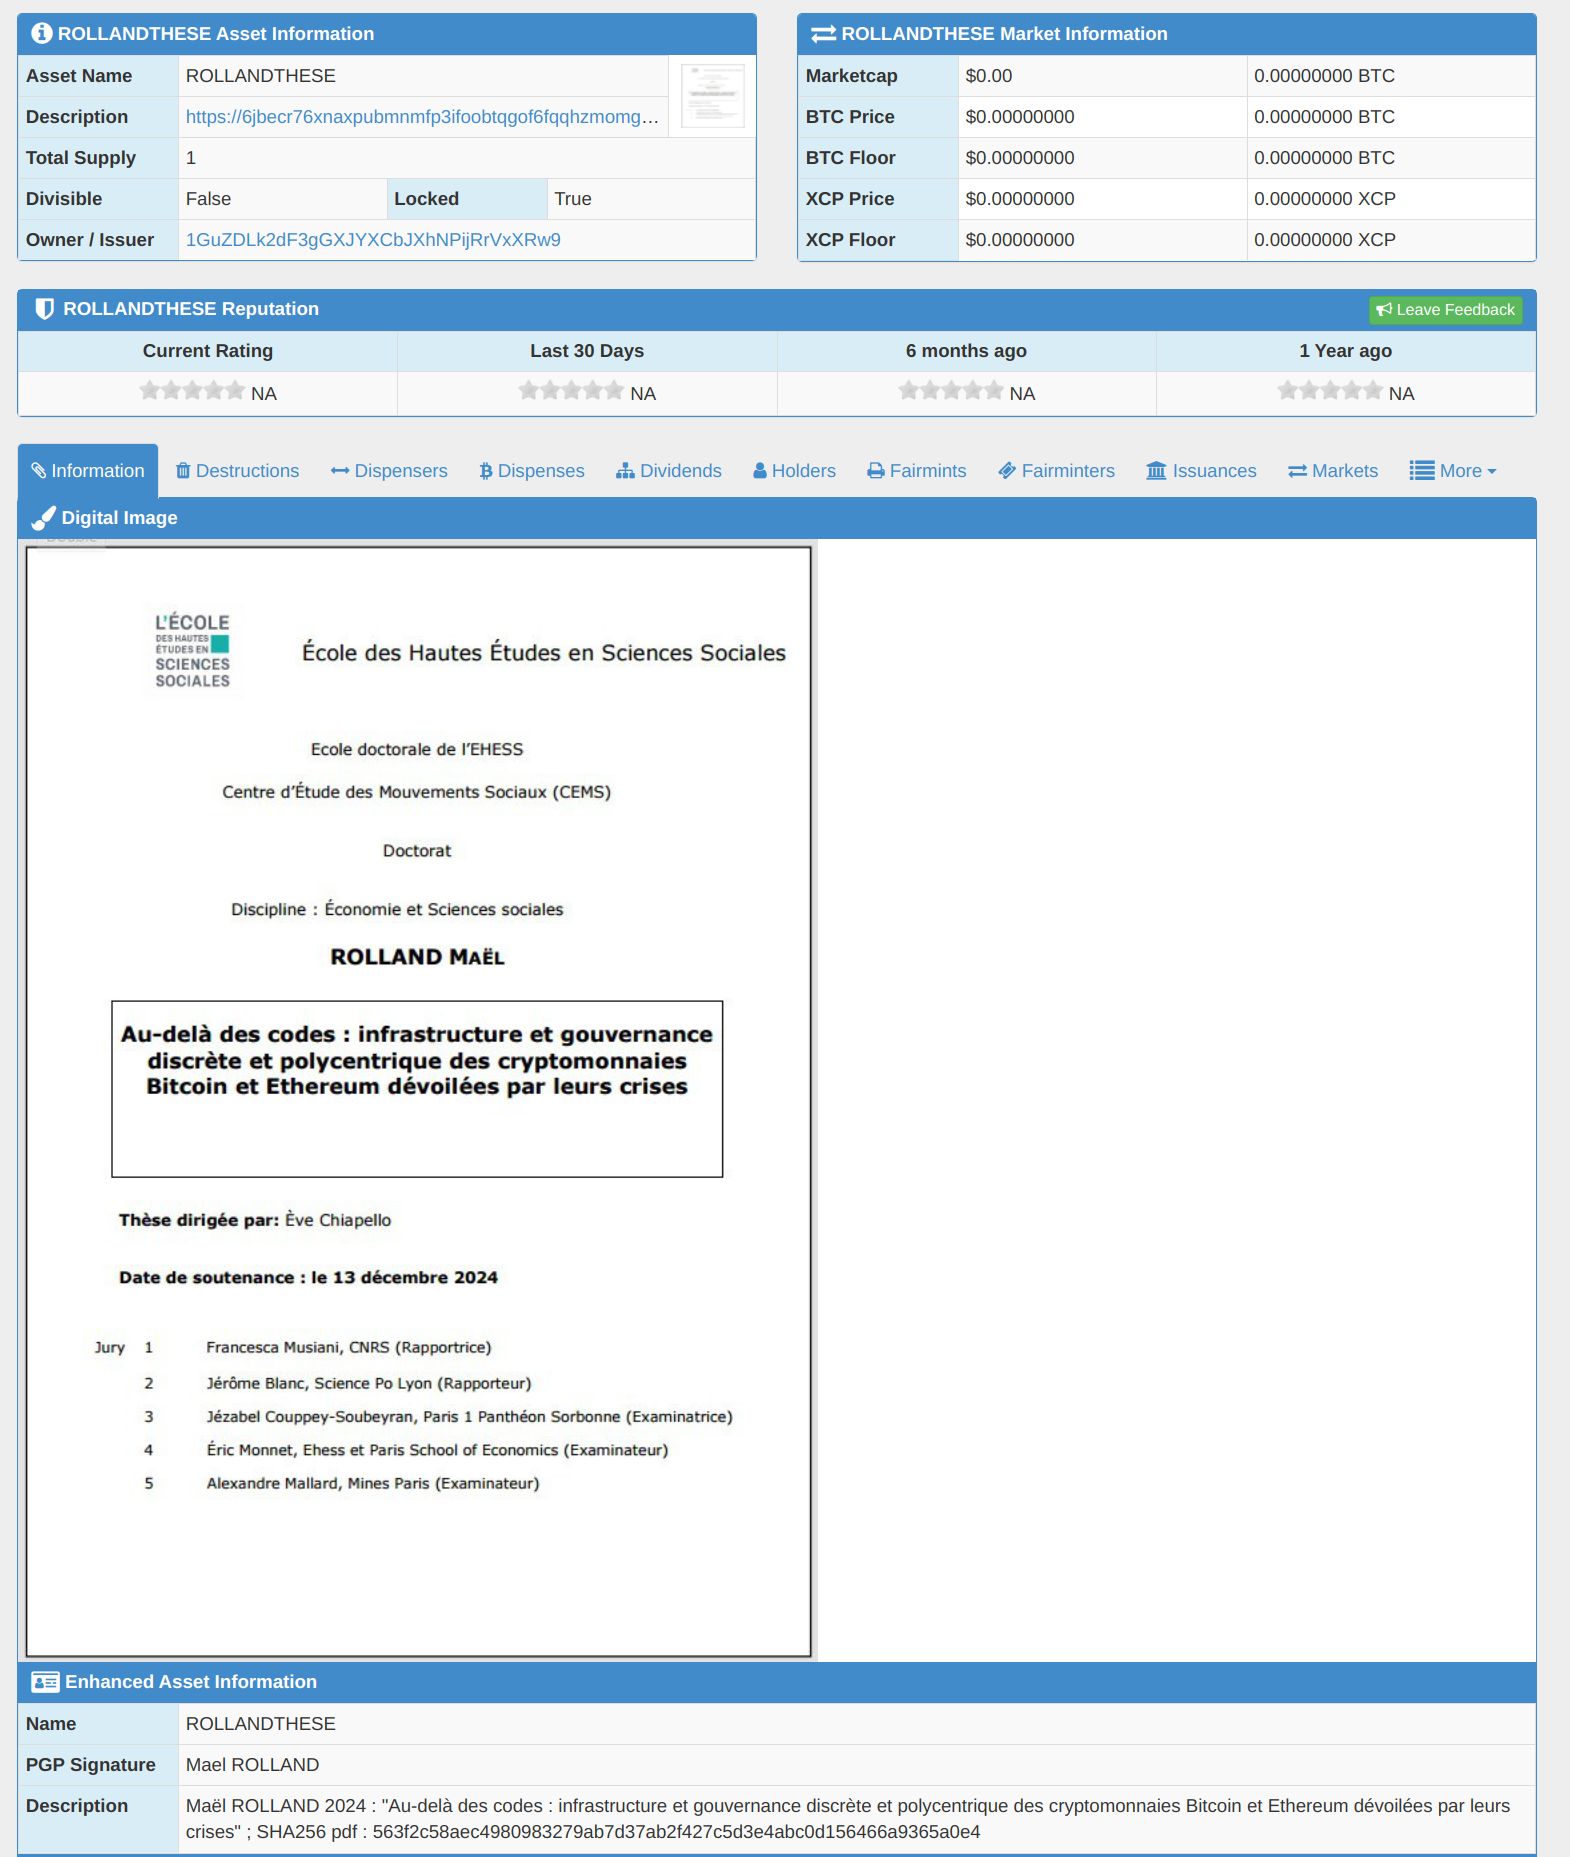 ROLLANDTHESE Asset Information
Asset Name ROLLANDTHESE
Description https://6jbecr76xnaxpubmnmfp3ifoobtqgof6fqqhzmomg…
Total Supply 1
Divisible False Locked True
Owner / Issuer 1GuZDLk2dF3gGXJYXCbJXhNPijRrVxXRw9
ROLLANDTHESE Market Information
Marketcap $0.00 0.00000000 BTC
BTC Price $0.00000000 0.00000000 BTC
BTC Floor $0.00000000 0.00000000 BTC
XCP Price $0.00000000 0.00000000 XCP
XCP Floor $0.00000000 0.00000000 XCP
ROLLANDTHESE Reputation Leave Feedback
Current Rating Last 30 Days 6 months ago 1 Year ago
NA NA NA NA
Information Destructions Dispensers Dispenses Dividends Holders Fairmints Fairminters Issuances Markets More
Digital Image
L'ÉCOLE
DES HAUTES
ÉTUDES EN
SCIENCES
SOCIALES
École des Hautes Études en Sciences Sociales
Ecole doctorale de l'EHESS
Centre d'Étude des Mouvements Sociaux (CEMS)
Doctorat
Discipline : Économie et Sciences sociales
ROLLAND MAËL
Au-delà des codes : infrastructure et gouvernance
discrète et polycentrique des cryptomonnaies
Bitcoin et Ethereum dévoilées par leurs crises
Thèse dirigée par: Ève Chiapello
Date de soutenance : le 13 décembre 2024
Jury 1 Francesca Musiani, CNRS (Rapportrice)
2 Jérôme Blanc, Science Po Lyon (Rapporteur)
3 Jézabel Couppey-Soubeyran, Paris 1 Panthéon Sorbonne (Examinatrice)
4 Éric Monnet, Ehess et Paris School of Economics (Examinateur)
5 Alexandre Mallard, Mines Paris (Examinateur)
Enhanced Asset Information
Name ROLLANDTHESE
PGP Signature Mael ROLLAND
Description Maël ROLLAND 2024 : "Au-delà des codes : infrastructure et gouvernance discrète et polycentrique des cryptomonnaies Bitcoin et Ethereum dévoilées par leurs
crises" ; SHA256 pdf : 563f2c58aec4980983279ab7d37ab2f427c5d3e4abc0d156466a9365a0e4